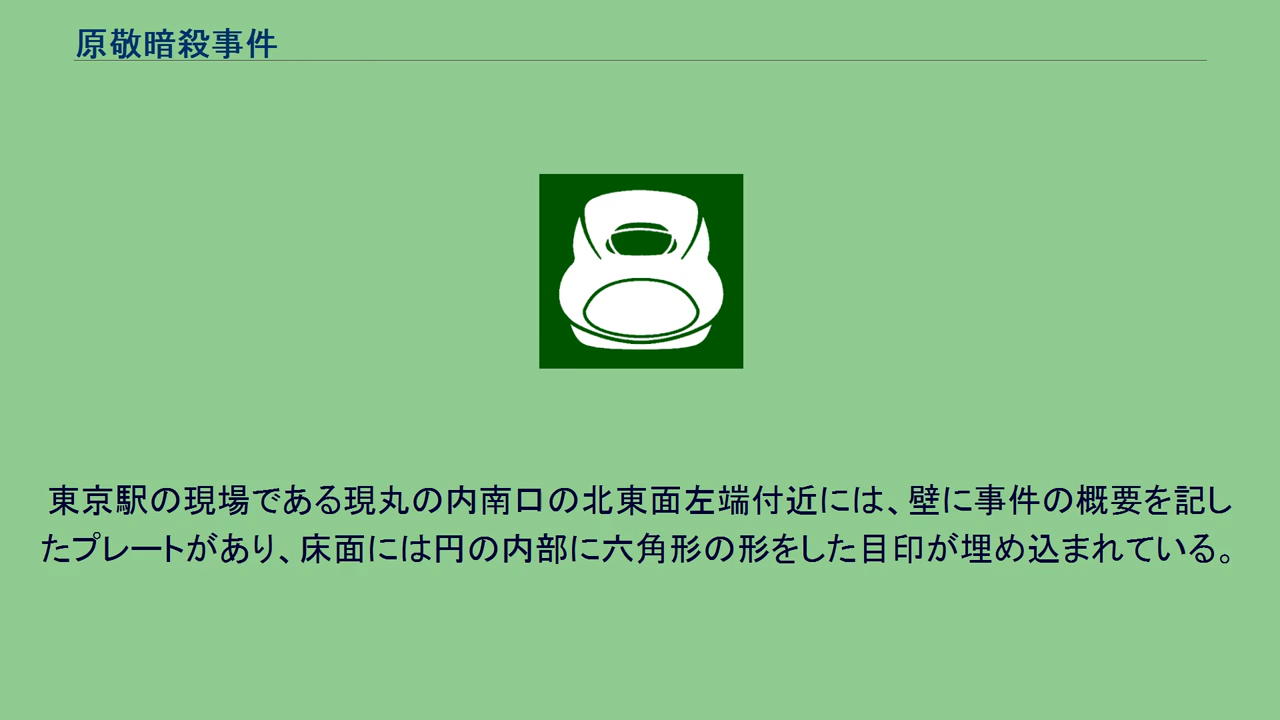 原敬暗殺事件
東京駅の現場である現丸の内南口の北東面左端付近には、壁に事件の概要を記し
たプレートがあり、床面には円の内部に六角形の形をした目印が埋め込まれている。